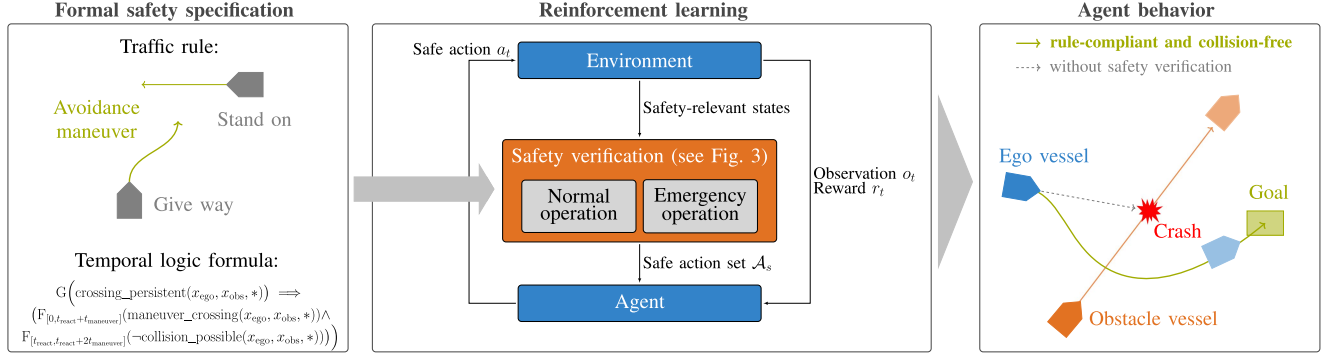 Formal safety specification
Traffic rule:
Avoidance
maneuver
Stand on
Give way
Temporal logic formula:
G(crossing_persistent(x_ego, x_obs, *)) ⟹
(F_[0,t_react+t_maneuver](maneuver_crossing(x_ego, x_obs, *))∧
F_[t_react,t_react+2t_maneuver](¬collision_possible(x_ego, x_obs, *))))
Reinforcement learning
Safe action a_t
Environment
Safety-relevant states
Safety verification (see Fig. 3)
Normal
operation
Emergency
operation
Observation o_t
Reward r_t
Safe action set 𝒜_s
Agent
Agent behavior
rule-compliant and collision-free
without safety verification
Ego vessel
Goal
Crash
Obstacle vessel